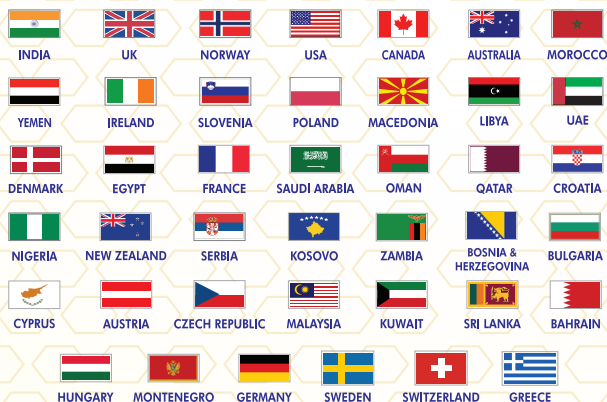 INDIA UK NORWAY USA CANADA AUSTRALIA MOROCCO
YEMEN IRELAND SLOVENIA POLAND MACEDONIA LIBYA UAE
DENMARK EGYPT FRANCE SAUDI ARABIA OMAN QATAR CROATIA
NIGERIA NEW ZEALAND SERBIA KOSOVO ZAMBIA BOSNIA & BULGARIA
HERZEGOVINA
CYPRUS AUSTRIA CZECH REPUBLIC MALAYSIA KUWAIT SRI LANKA BAHRAIN
HUNGARY MONTENEGRO GERMANY SWEDEN SWITZERLAND GREECE